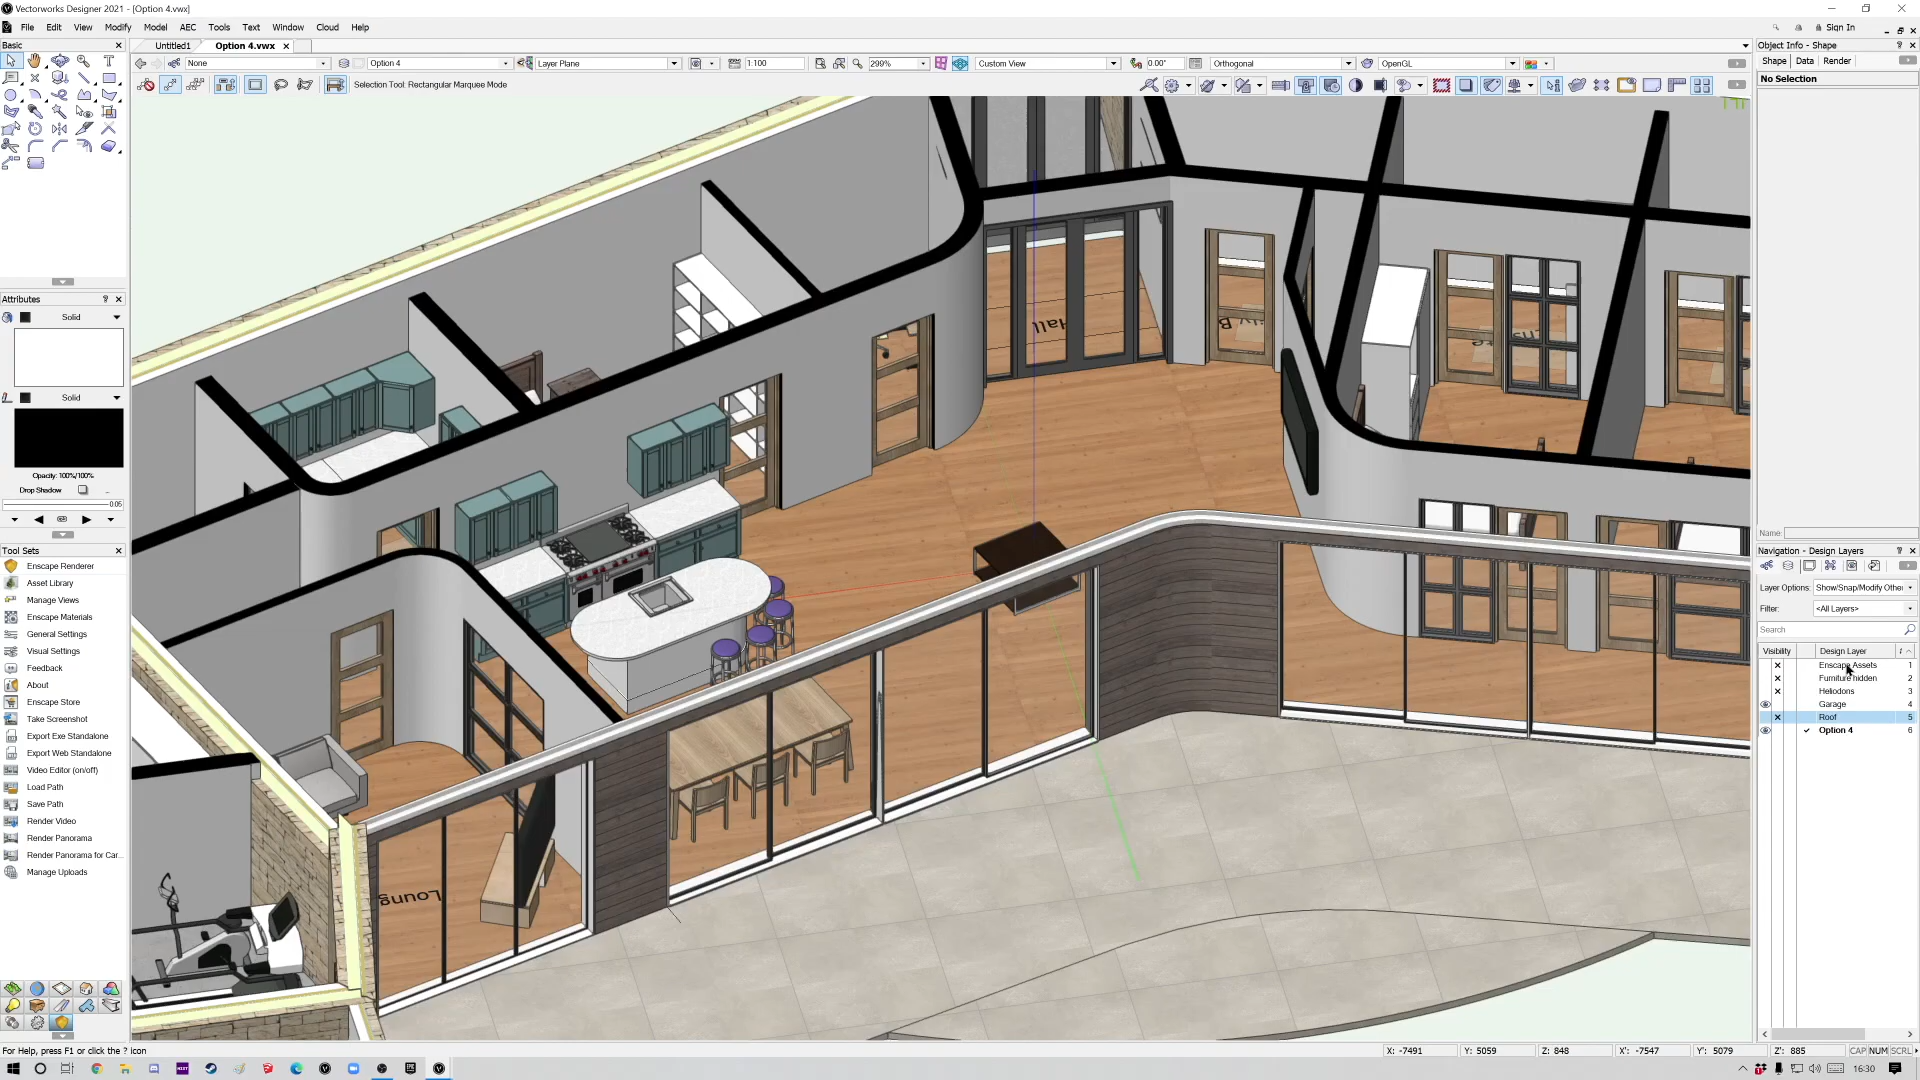 Vectorworks Designer 2021 - [Option 4.vwx]
File Edit View Modify Model AEC Tools Text Window Cloud Help
Sign In
Basic
Untitled1 Option 4.vwx
None Option 4 Layer Plane 1:100 299% Custom View 0.00° Orthogonal OpenGL
Selection Tool: Rectangular Marquee Mode
Object Info - Shape
Shape Data Render
No Selection
Attributes
Solid
Solid
Opacity: 100%/100%
Drop Shadow
0.05
Tool Sets
Enscape Renderer
Asset Library
Manage Views
Enscape Materials
General Settings
Visual Settings
Feedback
About
Enscape Store
Take Screenshot
Export Exe Standalone
Export Web Standalone
Video Editor (on/off)
Load Path
Save Path
Render Video
Render Panorama
Render Panorama for Car...
Manage Uploads
Hall
Loung
Name:
Navigation - Design Layers
Layer Options: Show/Snap/Modify Other
Filter: <All Layers>
Search
Visibility Design Layer
Enscape Assets 1
Furniture hidden 2
Heliodons 3
Garage 4
Roof 5
Option 4 6
For Help, press F1 or click the ? icon
X: -7491 Y: 5059 Z: 848 X': -7547 Y': 5079 Z': 885 CAP NUM SCRL
16:30